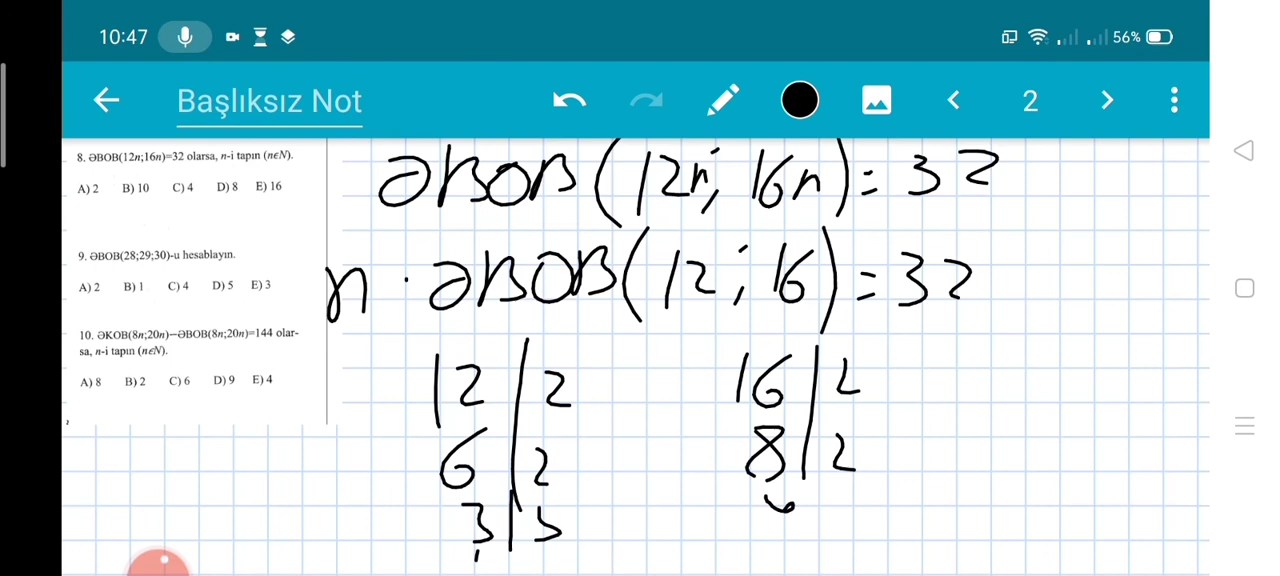 10:47 56%
Başlıksız Not 2
8. ƏBOB(12n;16n)=32 olarsa, n-i tapın (n∈N).
A) 2 B) 10 C) 4 D) 8 E) 16
9. ƏBOB(28;29;30)-u hesablayın.
A) 2 B) 1 C) 4 D) 5 E) 3
10. ƏKOB(8n;20n)–ƏBOB(8n;20n)=144 olar-
sa, n-i tapın (n∈N).
A) 8 B) 2 C) 6 D) 9 E) 4
ƏBOB(12n; 16n)=32
n · ƏBOB(12; 16)=32
12 | 2 16 | 2
6 | 2 8 | 2
3 | 3